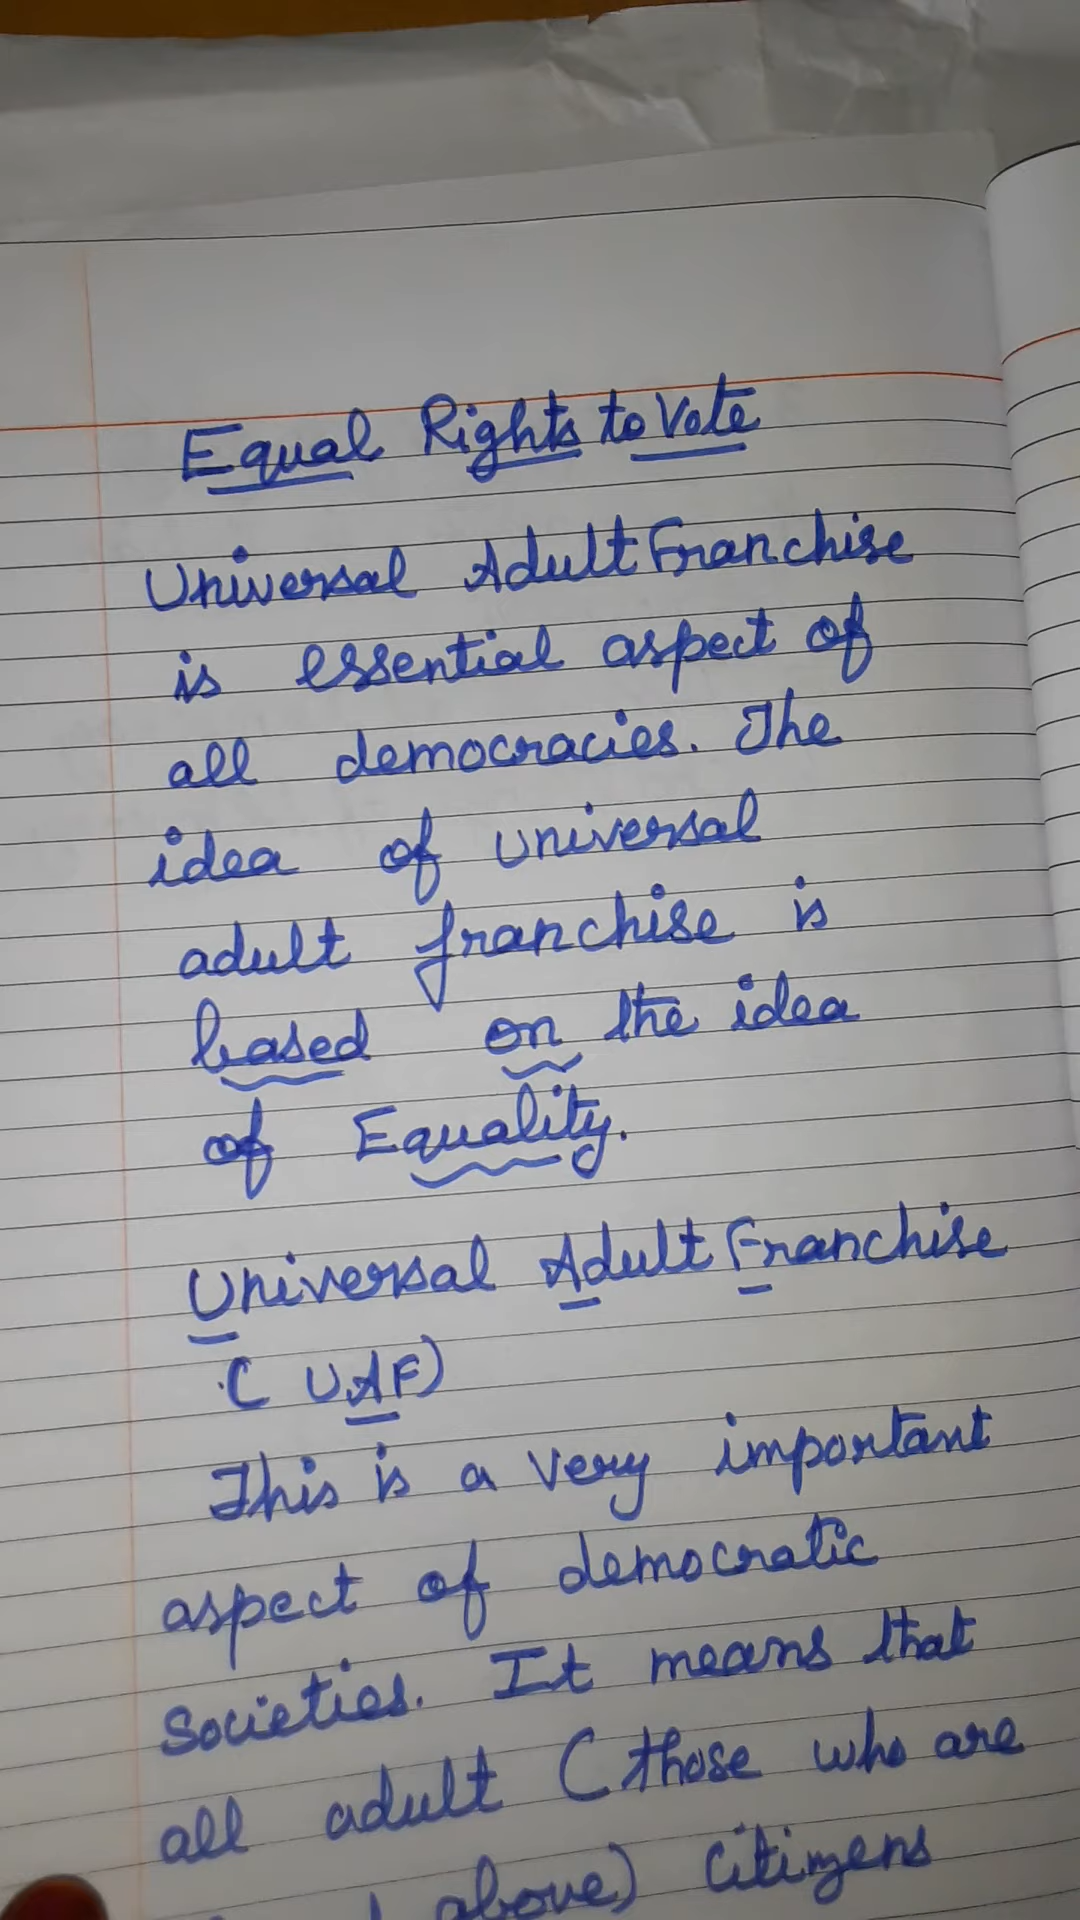 Equal Rights to Vote
Universal Adult Franchise
is essential aspect of
all democracies. The
idea of universal
adult franchise is
based on the idea
of Equality.
Universal Adult Franchise
( UAF)
This is a very important
aspect of democratic
Societies. It means that
all adult ( those who are
above) Citizens